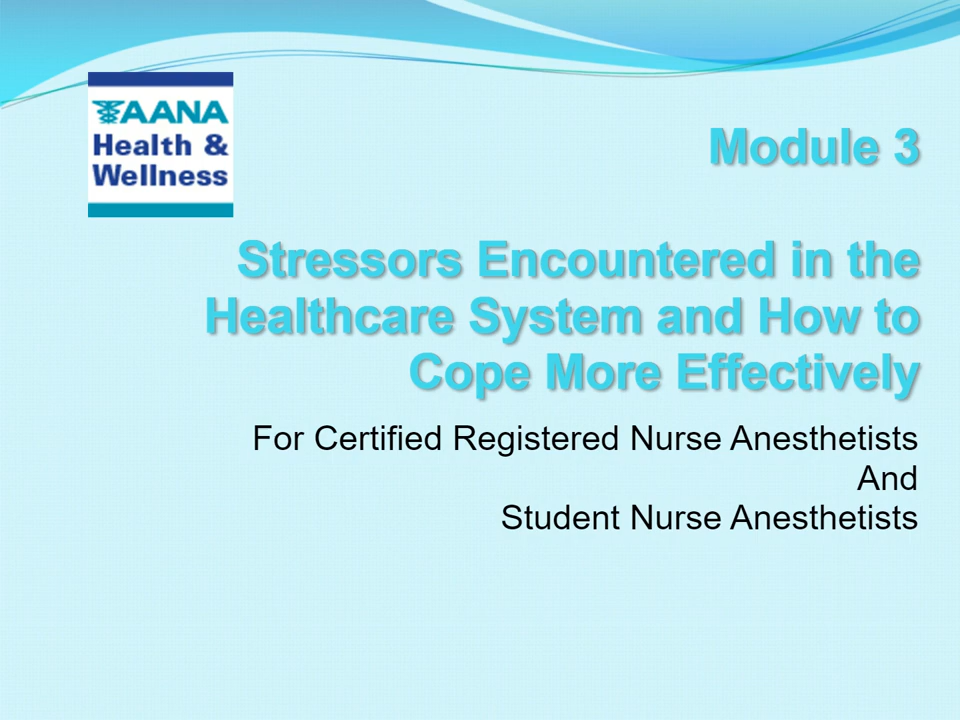 AANA
Health &
Wellness
Module 3
Stressors Encountered in the
Healthcare System and How to
Cope More Effectively
For Certified Registered Nurse Anesthetists
And
Student Nurse Anesthetists